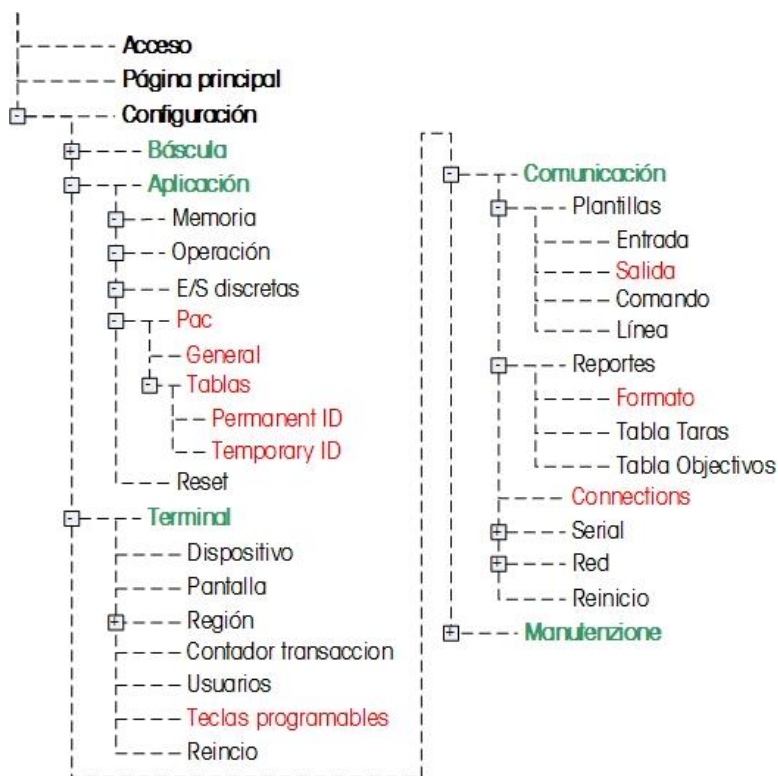 Acceso
Página principal
Configuración
Báscula
Aplicación
Memoria
Operación
E/S discretas
Pac
General
Tablas
Permanent ID
Temporary ID
Reset
Terminal
Dispositivo
Pantalla
Región
Contador transaccion
Usuarios
Teclas programables
Reincio
Comunicación
Plantillas
Entrada
Salida
Comando
Línea
Reportes
Formato
Tabla Taras
Tabla Objectivos
Connections
Serial
Red
Reinicio
Manutenzione